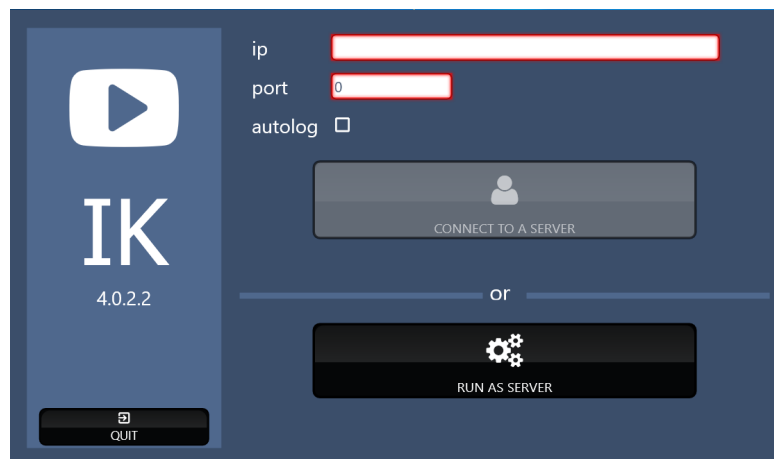 ip
port
0
autolog
CONNECT TO A SERVER
IK
4.0.2.2
or
RUN AS SERVER
QUIT